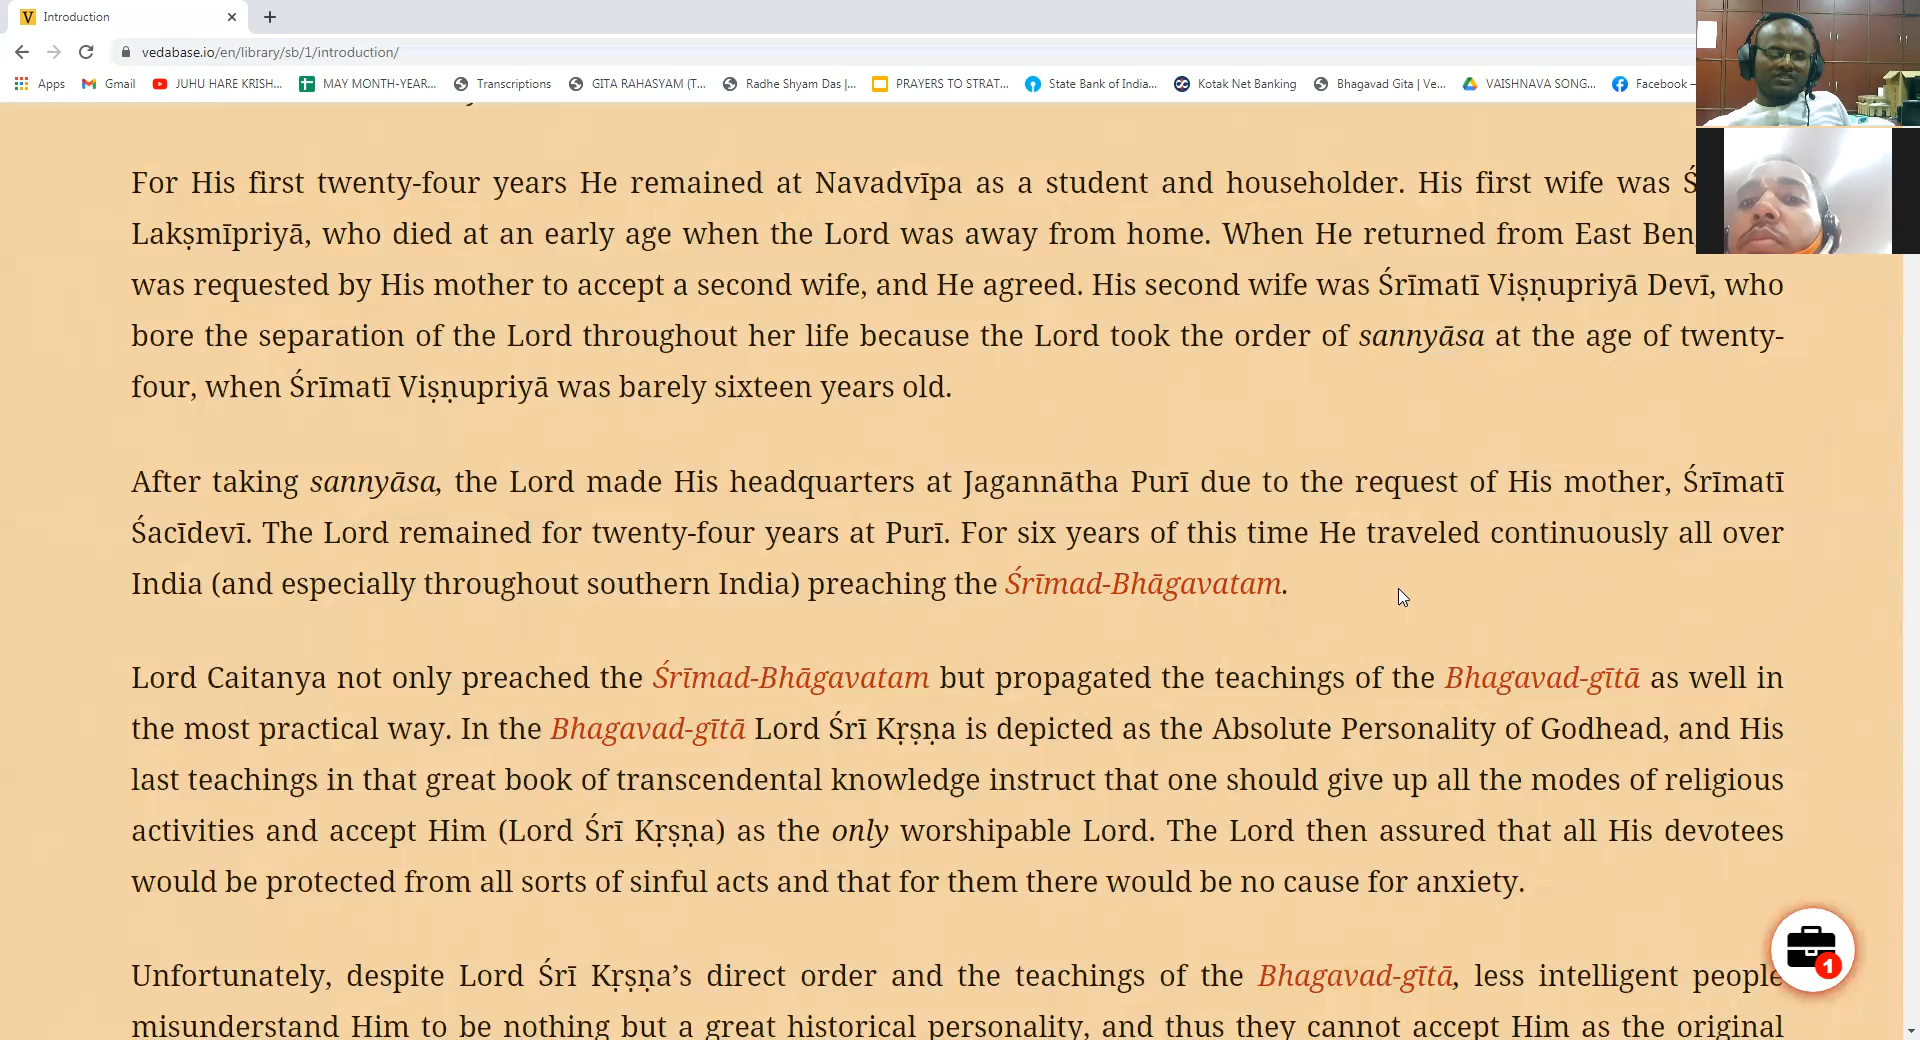 Introduction
vedabase.io/en/library/sb/1/introduction/
Apps Gmail JUHU HARE KRISH... MAY MONTH-YEAR... Transcriptions GITA RAHASYAM (T... Radhe Shyam Das |... PRAYERS TO STRAT... State Bank of India... Kotak Net Banking Bhagavad Gita | Ve... VAISHNAVA SONG... Facebook –
For His first twenty-four years He remained at Navadvīpa as a student and householder. His first wife was
Lakṣmīpriyā, who died at an early age when the Lord was away from home. When He returned from East
was requested by His mother to accept a second wife, and He agreed. His second wife was Śrīmatī Viṣṇupriyā Devī, who
bore the separation of the Lord throughout her life because the Lord took the order of sannyāsa at the age of twenty-
four, when Śrīmatī Viṣṇupriyā was barely sixteen years old.
After taking sannyāsa, the Lord made His headquarters at Jagannātha Purī due to the request of His mother, Śrīmatī
Śacīdevī. The Lord remained for twenty-four years at Purī. For six years of this time He traveled continuously all over
India (and especially throughout southern India) preaching the Śrīmad-Bhāgavatam.
Lord Caitanya not only preached the Śrīmad-Bhāgavatam but propagated the teachings of the Bhagavad-gītā as well in
the most practical way. In the Bhagavad-gītā Lord Śrī Kṛṣṇa is depicted as the Absolute Personality of Godhead, and His
last teachings in that great book of transcendental knowledge instruct that one should give up all the modes of religious
activities and accept Him (Lord Śrī Kṛṣṇa) as the only worshipable Lord. The Lord then assured that all His devotees
would be protected from all sorts of sinful acts and that for them there would be no cause for anxiety.
1
Unfortunately, despite Lord Śrī Kṛṣṇa’s direct order and the teachings of the Bhagavad-gītā, less intelligent people
misunderstand Him to be nothing but a great historical personality, and thus they cannot accept Him as the original